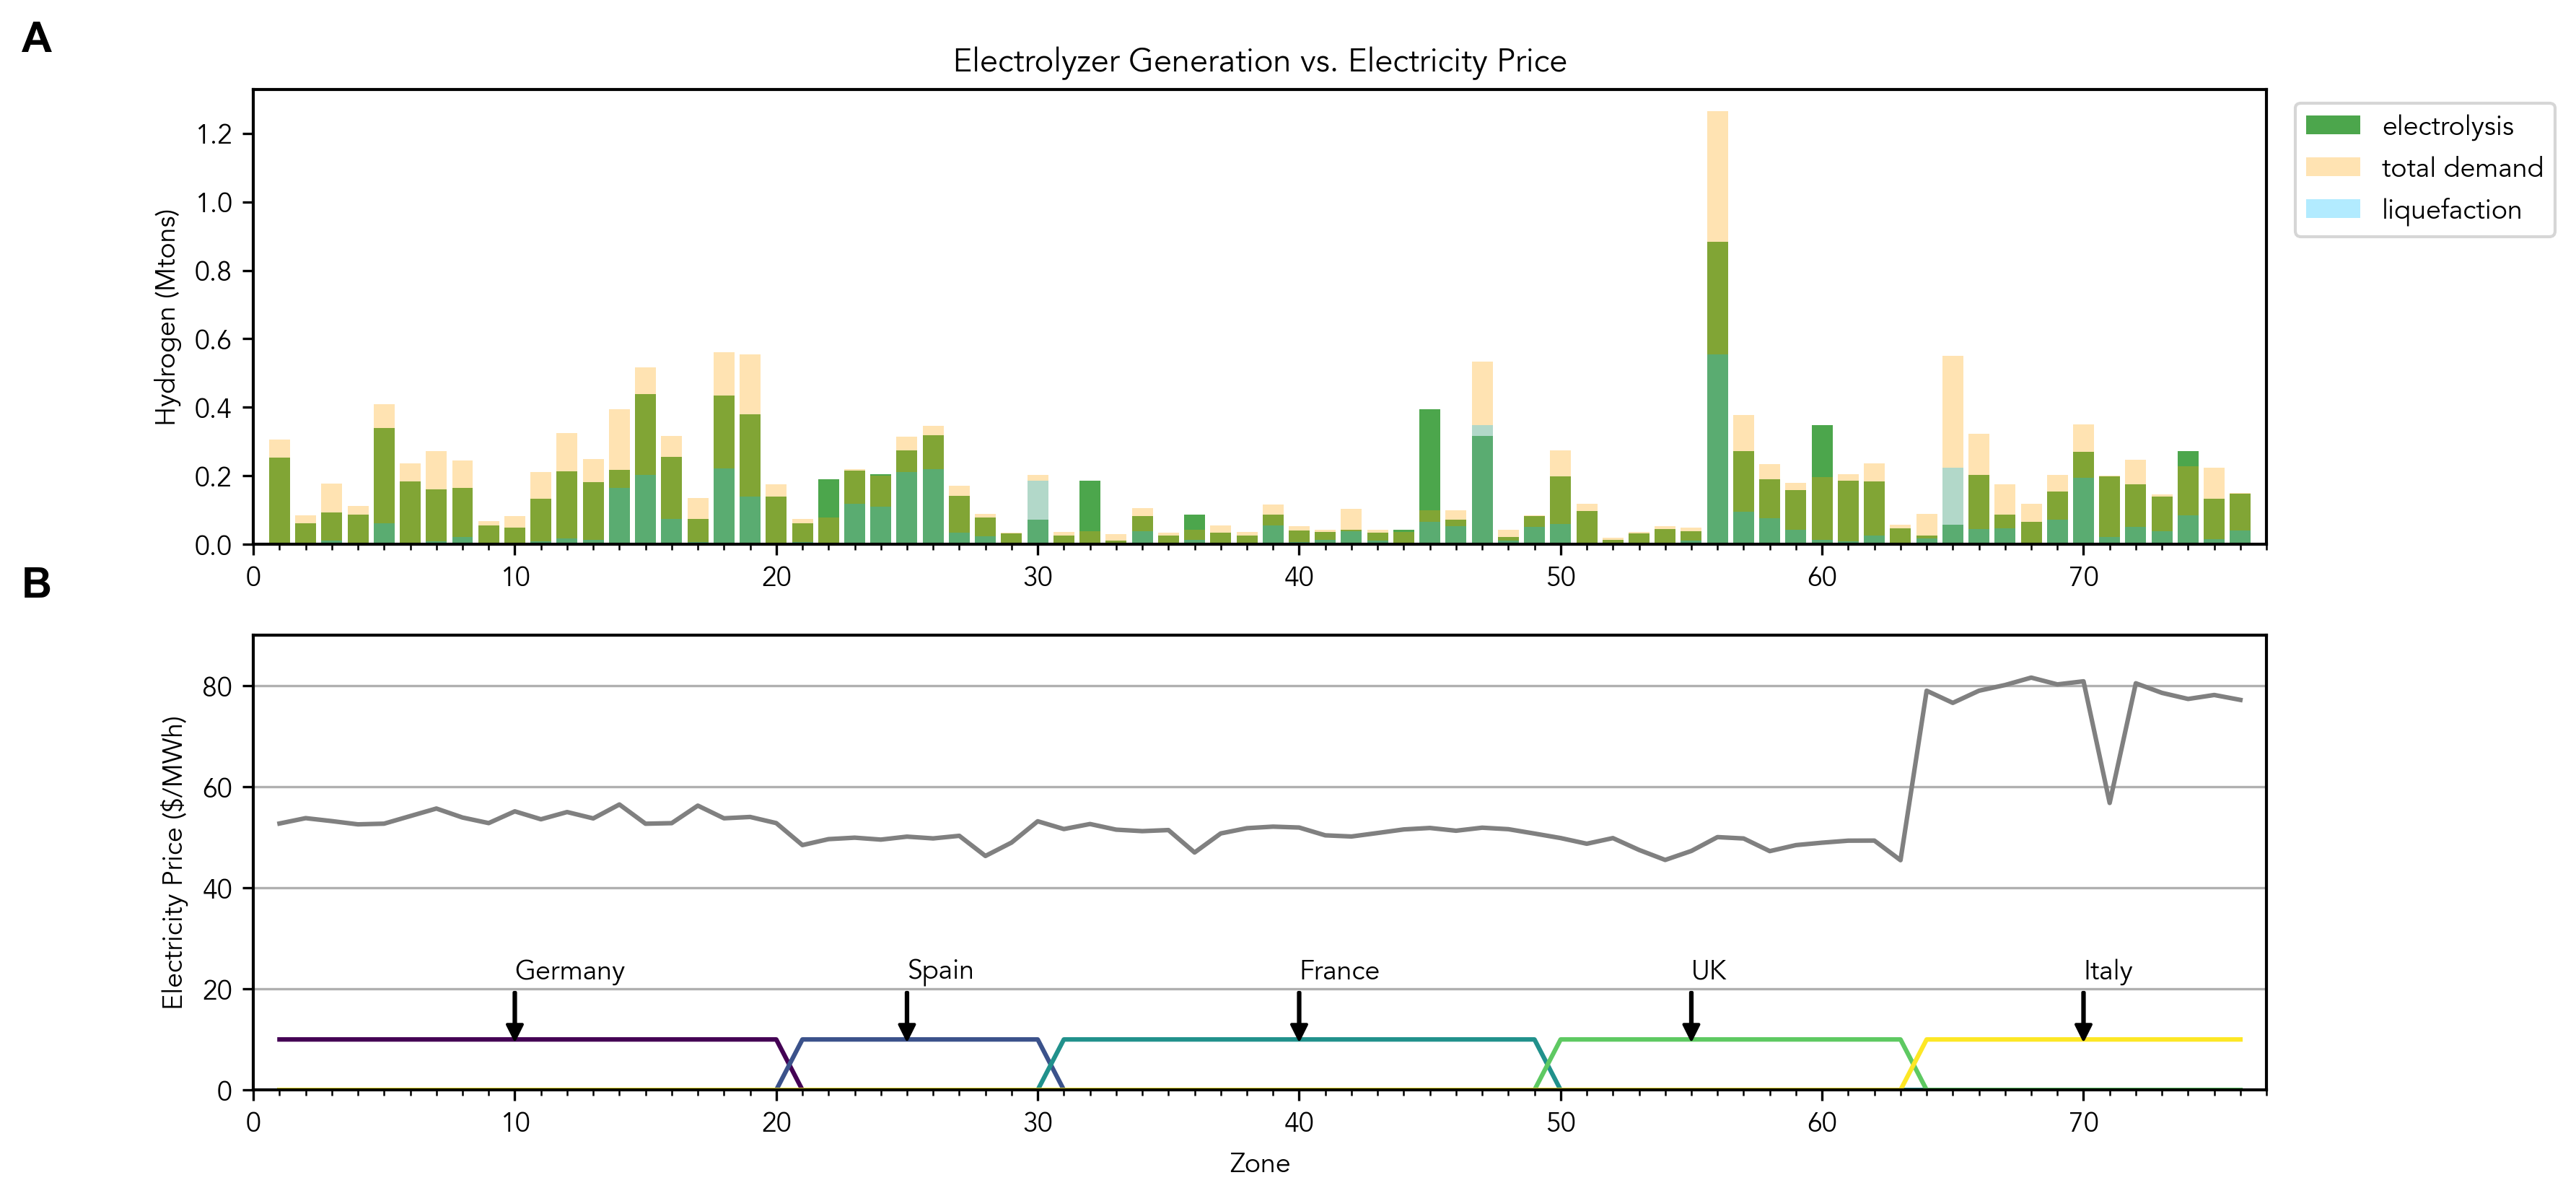 A
Electrolyzer Generation vs. Electricity Price
Hydrogen (Mtons)
1.2
1.0
0.8
0.6
0.4
0.2
0.0
0 10 20 30 40 50 60 70
electrolysis
total demand
liquefaction
B
Electricity Price ($/MWh)
80
60
40
20
0
Germany Spain France UK Italy
0 10 20 30 40 50 60 70
Zone